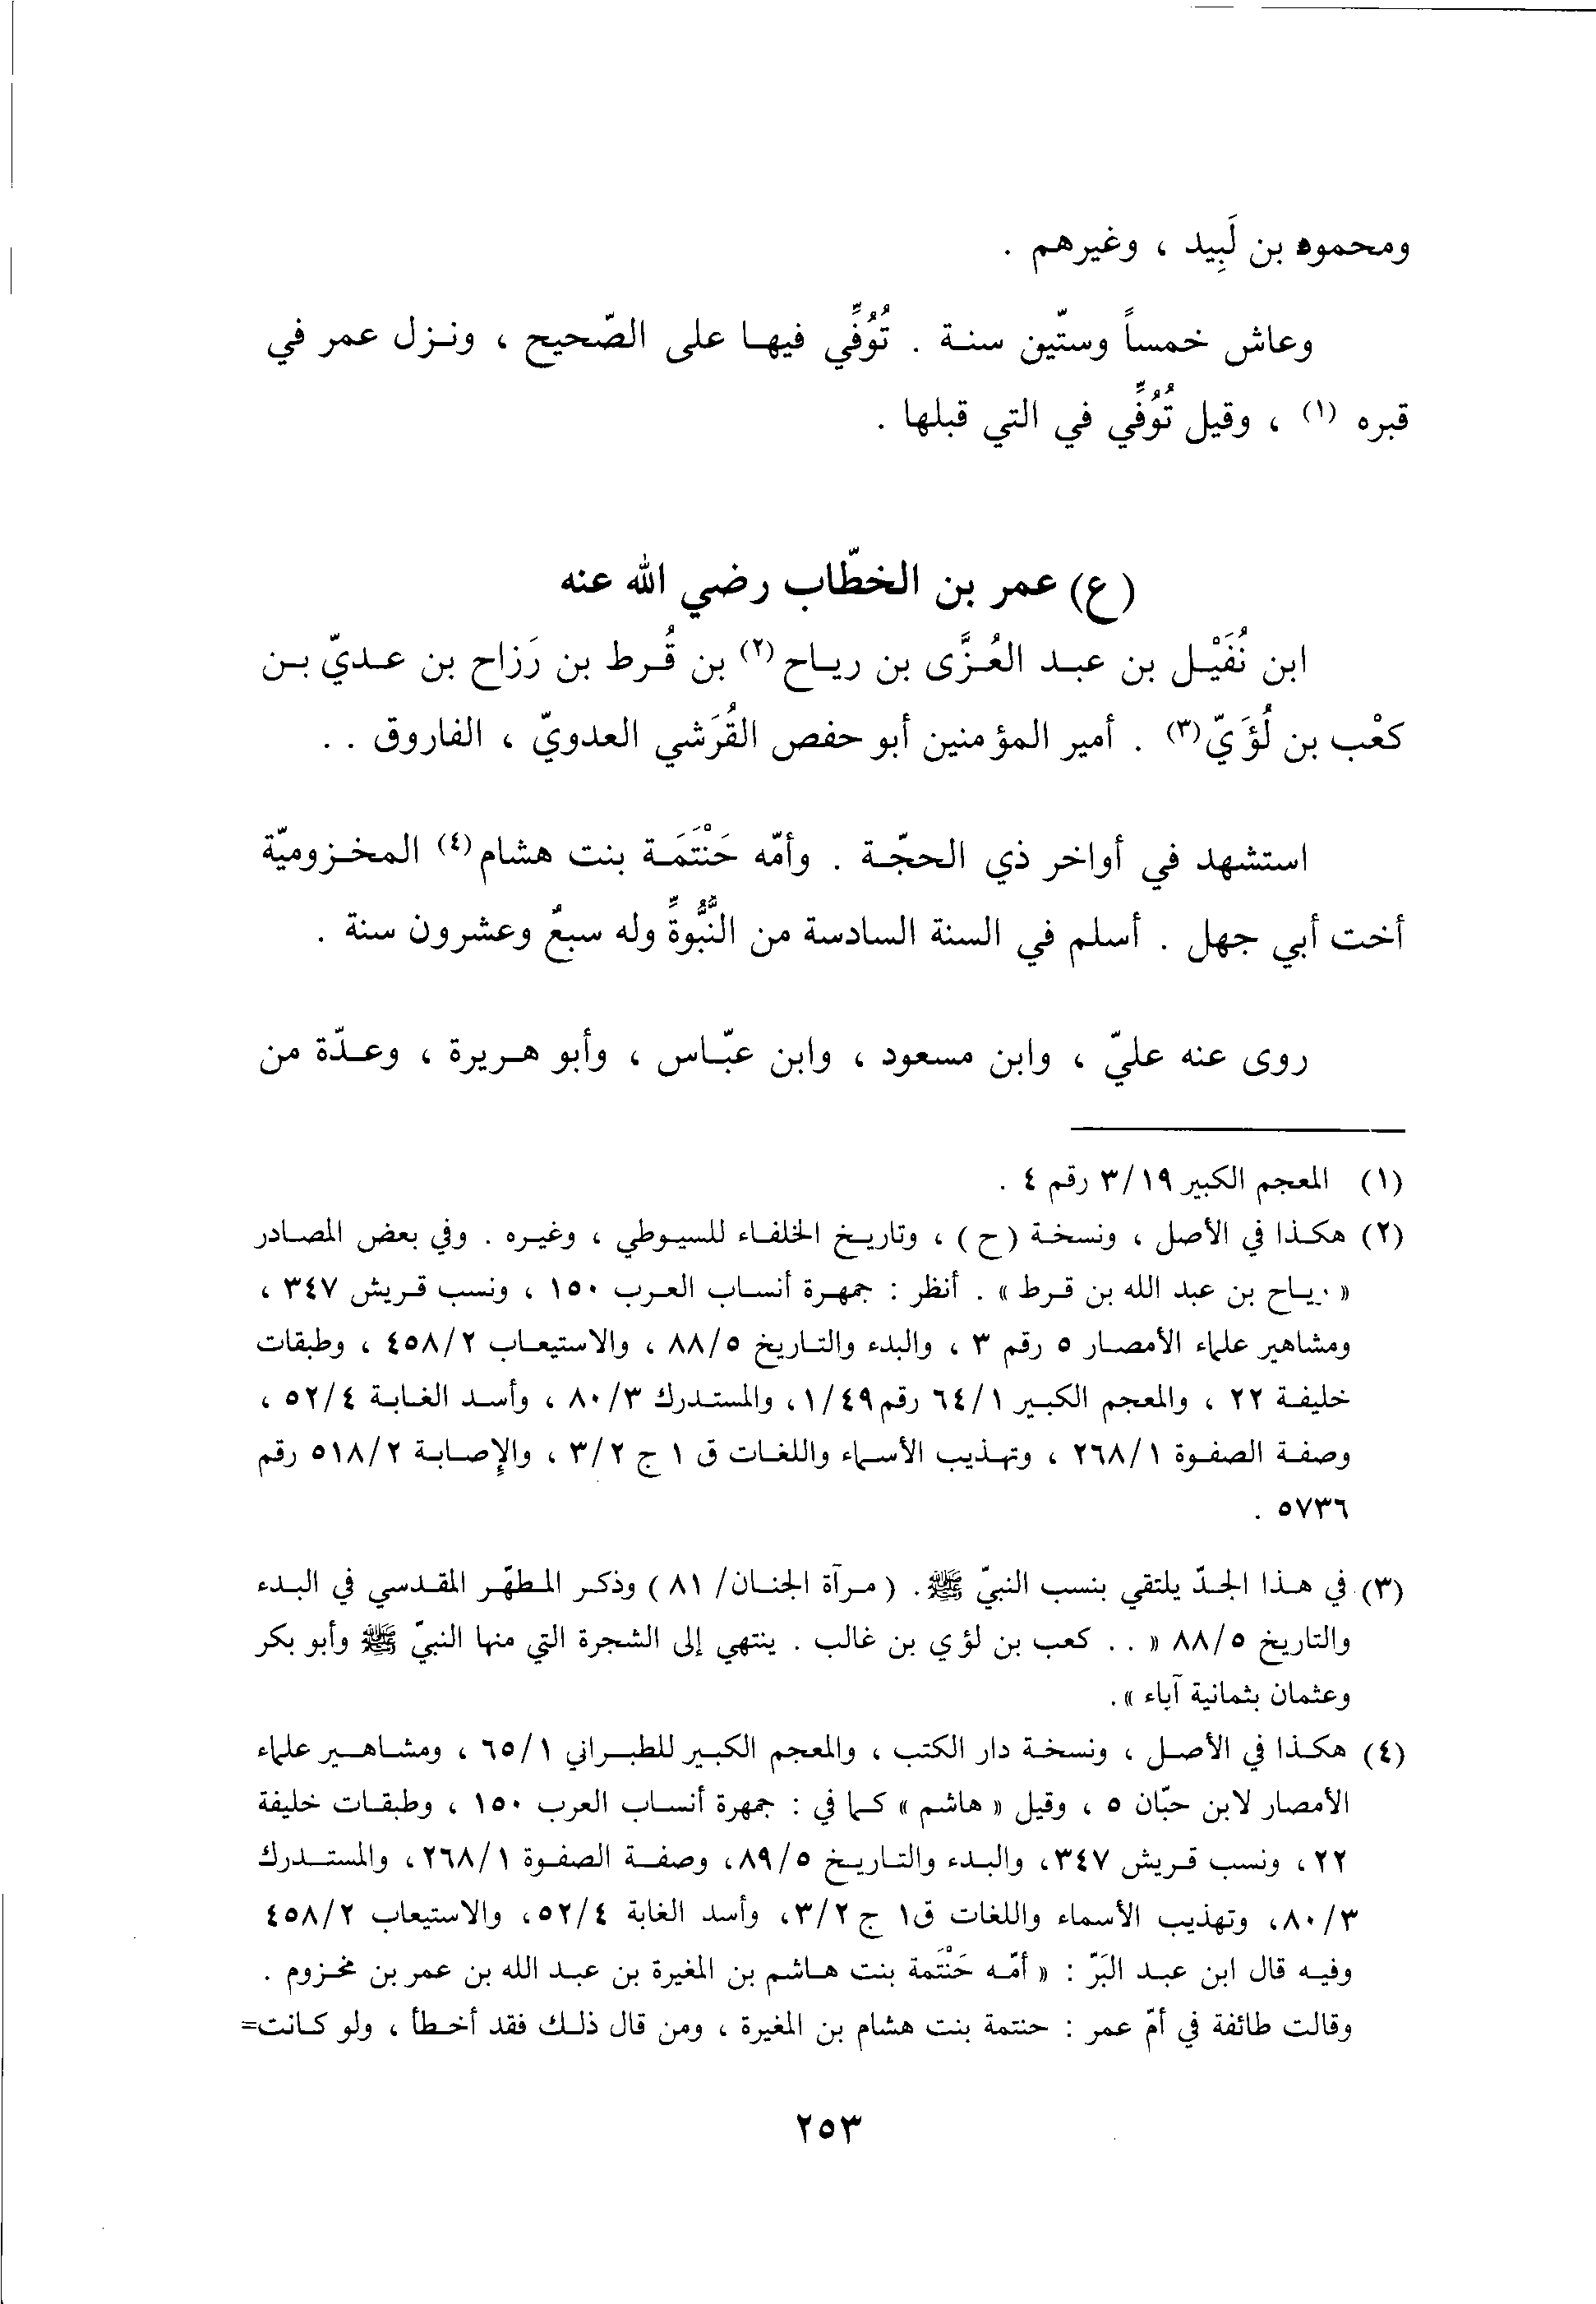 ومحموه بن لَبِيد ، وغيرهم .
وعاش خمساً وستّين سنة . تُوُفِّي فيها على الصّحيح ، ونزل عمر في
قبره (١) ، وقيل تُوُفِّي في التي قبلها .
(ع) عمر بن الخطّاب رضي الله عنه
ابن نُفَيْل بن عبد العُزَّى بن رياح (٢) بن قُرط بن رَزاح بن عديّ بن
كعْب بن لُؤَيّ (٣) . أمير المؤمنين أبو حفص القُرَشي العدويّ ، الفاروق . .
استشهد في أواخر ذي الحجّة . وأمّه حَنْتَمَة بنت هشام (٤) المخزوميّة
أخت أبي جهل . أسلم في السنة السادسة من النُّبُوةِّ وله سبعٌ وعشرون سنة .
روى عنه عليّ ، وابن مسعود ، وابن عبّاس ، وأبو هريرة ، وعدّة من
(١) المعجم الكبير ٣/١٩ رقم ٤ .
(٢) هكذا في الأصل ، ونسخة (ح) ، وتاريخ الخلفاء للسيوطي ، وغيره . وفي بعض المصادر
« رياح بن عبد الله بن قرط » . أنظر : جمهرة أنساب العرب ١٥٠ ، ونسب قريش ٣٤٧ ،
ومشاهير علماء الأمصار ٥ رقم ٣ ، والبدء والتاريخ ٨٨/٥ ، والاستيعاب ٤٥٨/٢ ، وطبقات
خليفة ٢٢ ، والمعجم الكبير ٦٤/١ رقم ١/٤٩ ، والمستدرك ٨٠/٣ ، وأسد الغابة ٥٢/٤ ،
وصفة الصفوة ٢٦٨/١ ، وتهذيب الأسماء واللغات ق ١ ج ٣/٢ ، والإصابة ٥١٨/٢ رقم
٥٧٣٦ .
(٣) في هذا الجدّ يلتقي بنسب النبيّ ﷺ . (مرآة الجنان/ ٨١) وذكر المطهّر المقدسي في البدء
والتاريخ ٨٨/٥ « . . كعب بن لؤي بن غالب . ينتهي إلى الشجرة التي منها النبيّ ﷺ وأبو بكر
وعثمان بثمانية آباء » .
(٤) هكذا في الأصل ، ونسخة دار الكتب ، والمعجم الكبير للطبراني ٦٥/١ ، ومشاهير علماء
الأمصار لابن حبّان ٥ ، وقيل « هاشم » كما في : جمهرة أنساب العرب ١٥٠ ، وطبقات خليفة
٢٢ ، ونسب قريش ٣٤٧ ، والبدء والتاريخ ٨٩/٥ ، وصفة الصفوة ٢٦٨/١ ، والمستدرك
٨٠/٣ ، وتهذيب الأسماء واللغات ق١ ج ٣/٢ ، وأسد الغابة ٥٢/٤ ، والاستيعاب ٤٥٨/٢
وفيه قال ابن عبد البَرّ : « أمّه حَنْتَمة بنت هاشم بن المغيرة بن عبد الله بن عمر بن مخزوم .
وقالت طائفة في أمّ عمر : حنتمة بنت هشام بن المغيرة ، ومن قال ذلك فقد أخطأ ، ولو كانت=
٢٥٣